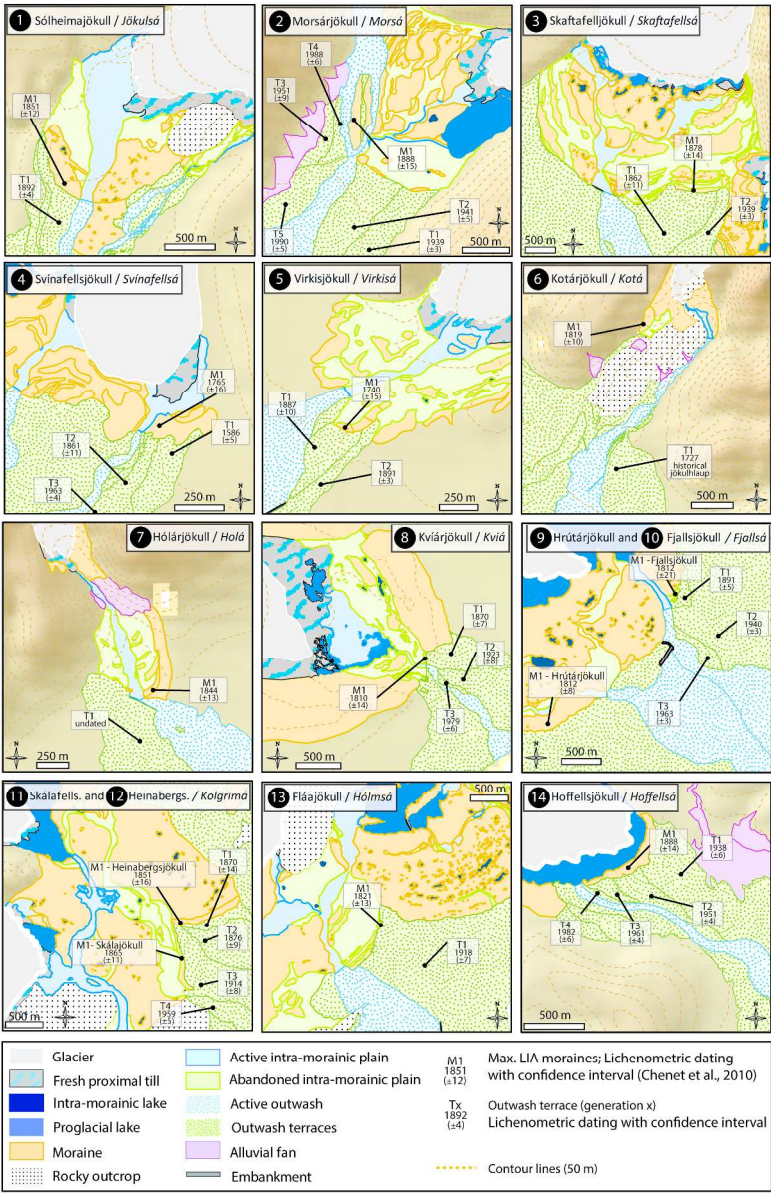 1 Sólheimajökull / Jökulsá
M1
1851
(±12)
T1
1892
(±4)
500 m
N
2 Morsárjökull / Morsá
T4
1988
(±6)
T3
1951
(±9)
M1
1888
(±15)
T2
1941
(±5)
T5
1990
(±5)
T1
1939
(±3)
500 m
N
3 Skaftafelljökull / Skaftafellsá
M1
1878
(±14)
T1
1862
(±11)
T2
1939
(±3)
500 m
N
4 Svínafellsjökull / Svínafellsá
M1
1765
(±16)
T1
1586
(±5)
T2
1861
(±11)
T3
1963
(±4)
250 m
N
5 Virkisjökull / Virkisá
M1
1740
(±15)
T1
1887
(±10)
T2
1891
(±3)
250 m
N
6 Kotárjökull / Kotá
M1
1819
(±10)
T1
1727
historical
jökulhlaup
500 m
N
7 Hólárjökull / Holá
M1
1844
(±13)
T1
undated
250 m
N
8 Kvíárjökull / Kviá
T1
1870
(±7)
T2
1923
(±8)
M1
1810
(±14)
T3
1979
(±6)
500 m
N
9 Hrútárjökull and 10 Fjallsjökull / Fjallsá
M1 - Fjallsjökull
1812
(±21)
T1
1891
(±5)
T2
1940
(±3)
M1 - Hrútárjökull
1812
(±8)
T3
1963
(±3)
500 m
N
11 Skálafells. and 12 Heinabergs. / Kolgrima
M1 - Heinabergsjökull
1851
(±16)
T1
1870
(±14)
T2
1876
(±9)
M1- Skálajökull
1865
(±11)
T3
1914
(±8)
T4
1959
(±5)
500 m
N
13 Fláajökull / Hólmsá
500 m
M1
1821
(±13)
T1
1918
(±7)
N
14 Hoffellsjökull / Hoffellsá
M1
1888
(±14)
T1
1938
(±6)
T2
1951
(±4)
T4
1982
(±6)
T3
1961
(±4)
500 m
N
Glacier
Fresh proximal till
Intra-morainic lake
Proglacial lake
Moraine
Rocky outcrop
Active intra-morainic plain
Abandoned intra-morainic plain
Active outwash
Outwash terraces
Alluvial fan
Embankment
M1
1851
(±12)
Max. LIA moraines; Lichenometric dating
with confidence interval (Chenet et al., 2010)
Tx
1892
(±4)
Outwash terrace (generation x)
Lichenometric dating with confidence interval
Contour lines (50 m)